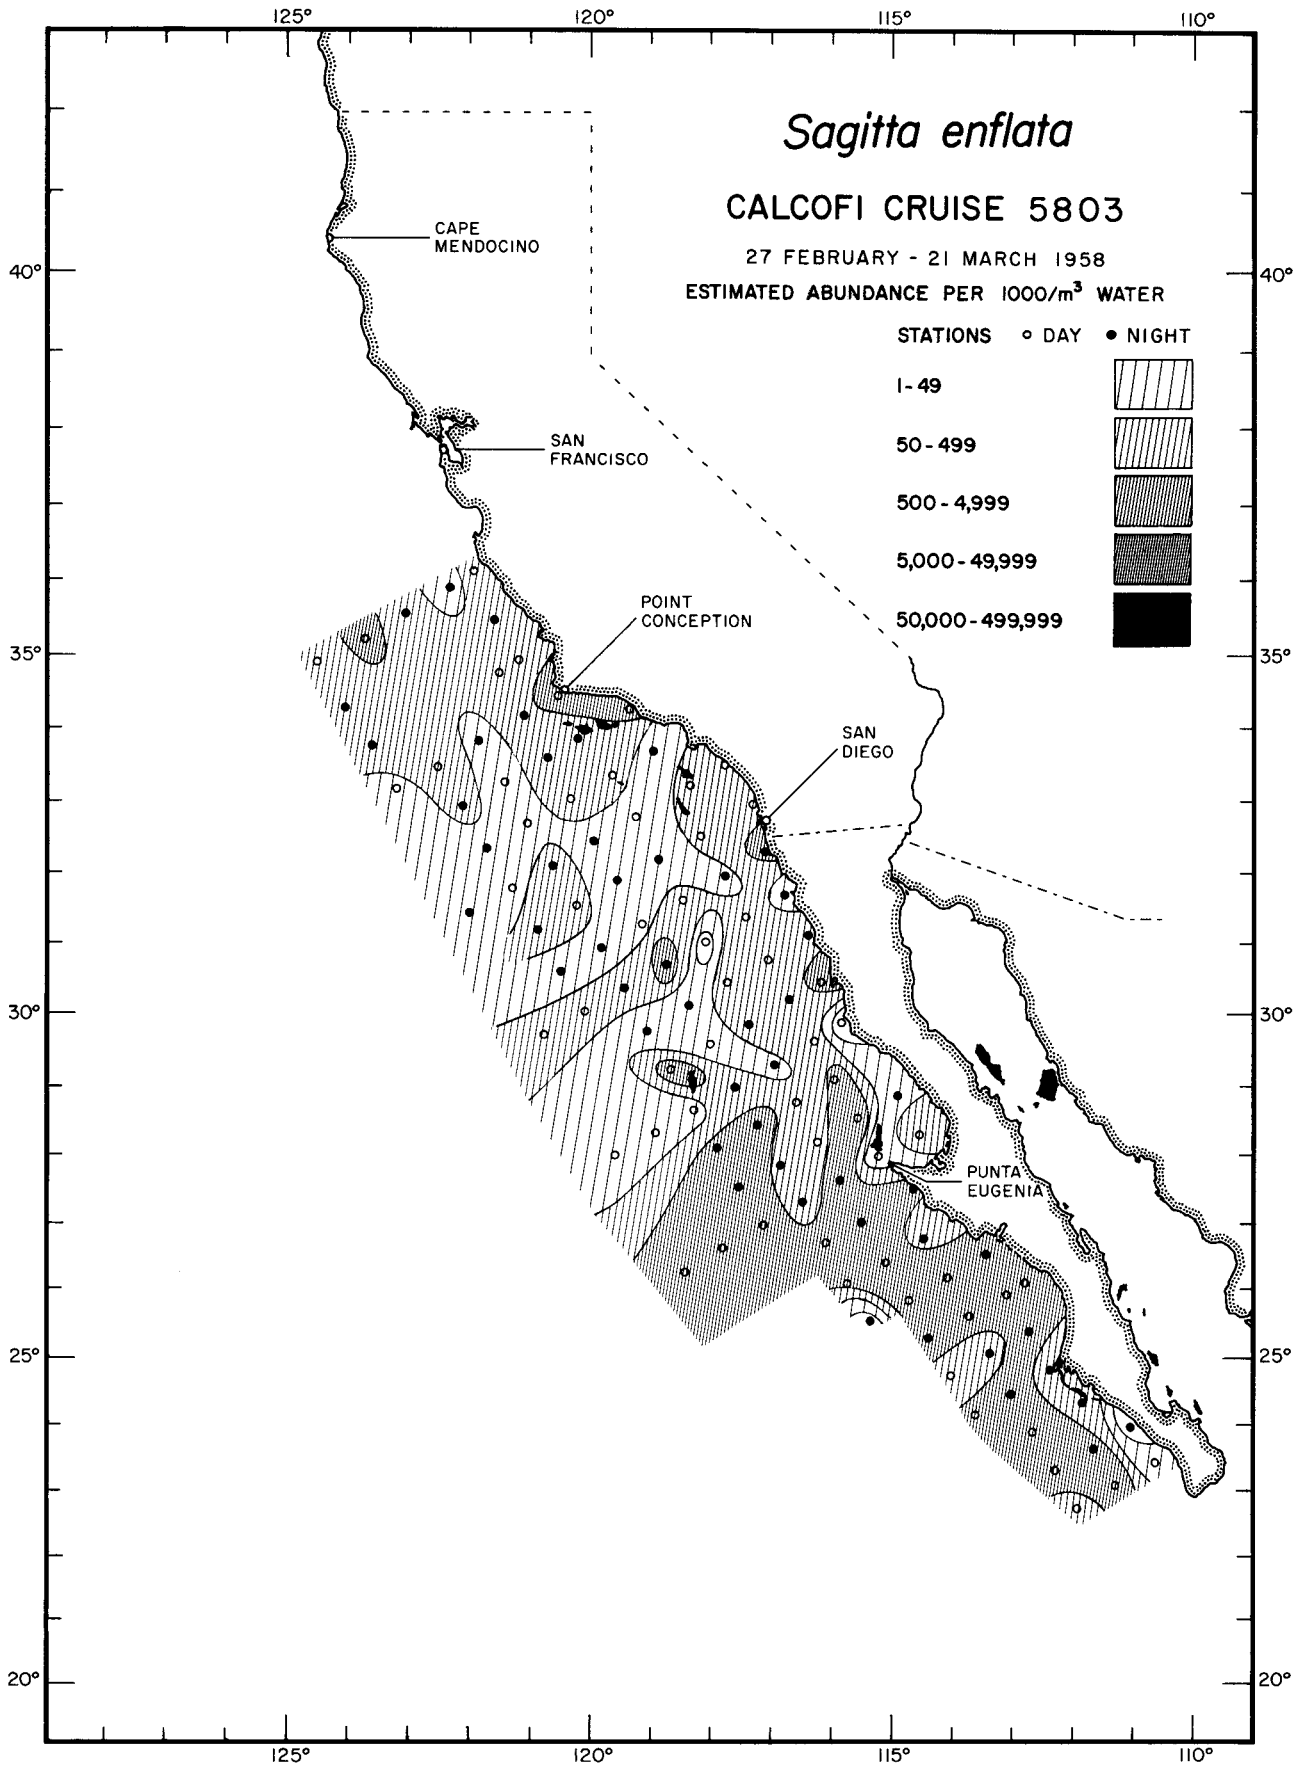 125°
120°
115°
110°
Sagitta enflata
CALCOFI CRUISE 5803
27 FEBRUARY - 21 MARCH 1958
ESTIMATED ABUNDANCE PER 1000/m³ WATER
STATIONS ○ DAY ● NIGHT
1-49
50-499
500-4,999
5,000-49,999
50,000-499,999
CAPE
MENDOCINO
40°
40°
SAN
FRANCISCO
POINT
CONCEPTION
35°
35°
SAN
DIEGO
30°
30°
PUNTA
EUGENIA
25°
25°
20°
20°
125°
120°
115°
110°